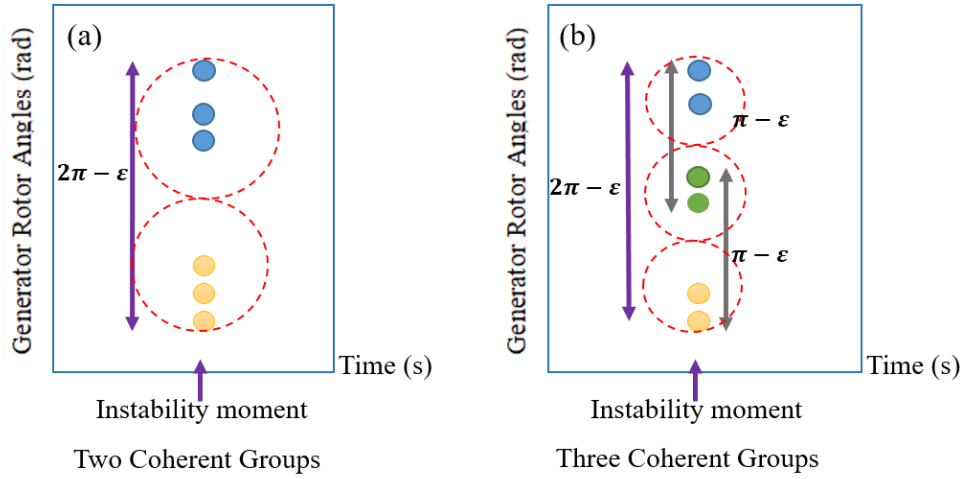 (a)
Generator Rotor Angles (rad)
2π − ε
Time (s)
Instability moment
Two Coherent Groups
(b)
Generator Rotor Angles (rad)
π − ε
2π − ε
π − ε
Time (s)
Instability moment
Three Coherent Groups